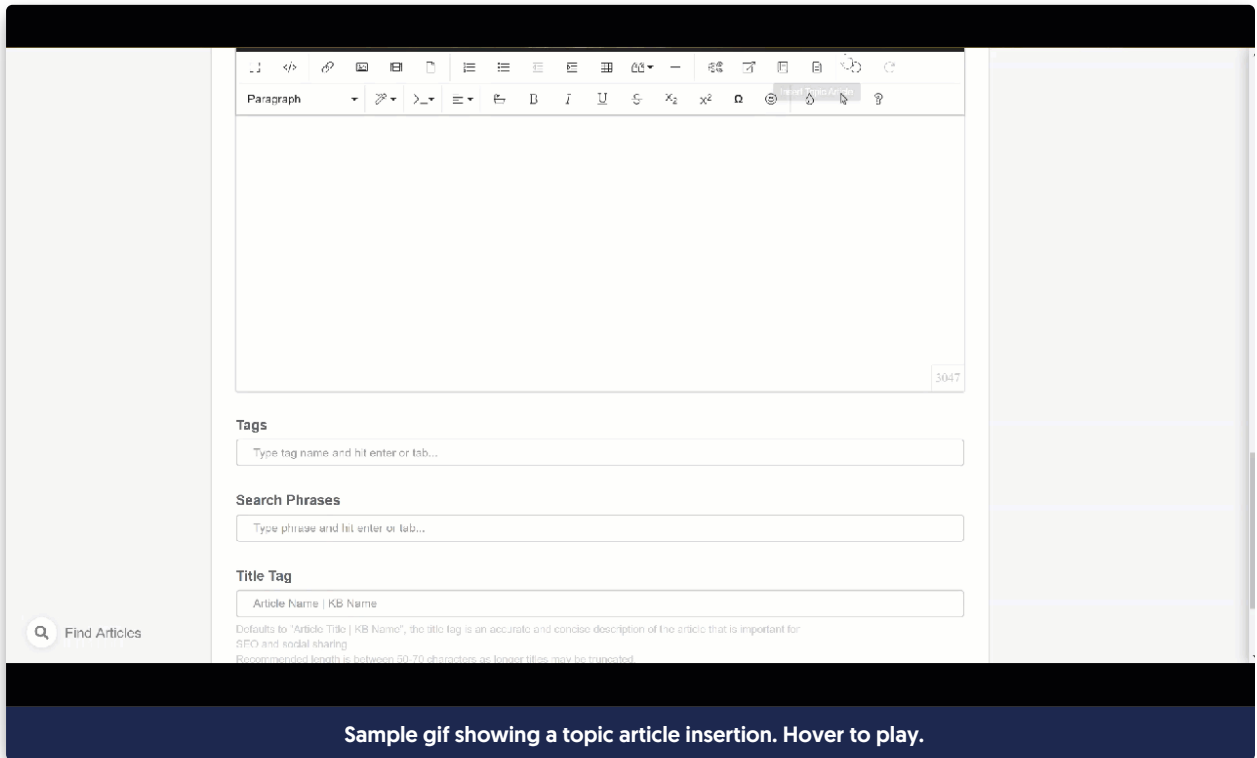 Insert Topic Article
Paragraph
B I U S X₂ X² Ω
3047
Tags
Type tag name and hit enter or tab...
Search Phrases
Type phrase and hit enter or tab...
Title Tag
Article Name | KB Name
Defaults to "Article Title | KB Name", the title tag is an accurate and concise description of the article that is important for
SEO and social sharing
Recommended length is between 50-70 characters as longer titles may be truncated.
Find Articles
Sample gif showing a topic article insertion. Hover to play.